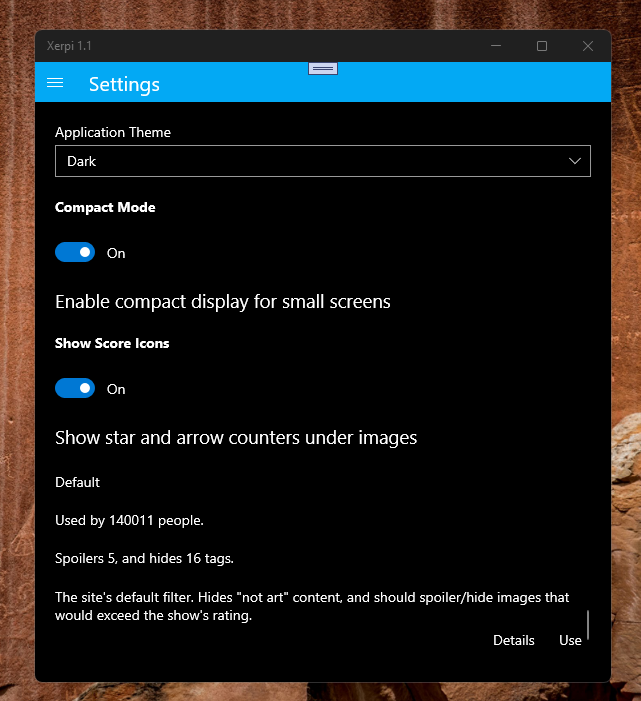 Xerpi 1.1
Settings
Application Theme
Dark
Compact Mode
On
Enable compact display for small screens
Show Score Icons
On
Show star and arrow counters under images
Default
Used by 140011 people.
Spoilers 5, and hides 16 tags.
The site's default filter. Hides "not art" content, and should spoiler/hide images that
would exceed the show's rating.
Details Use